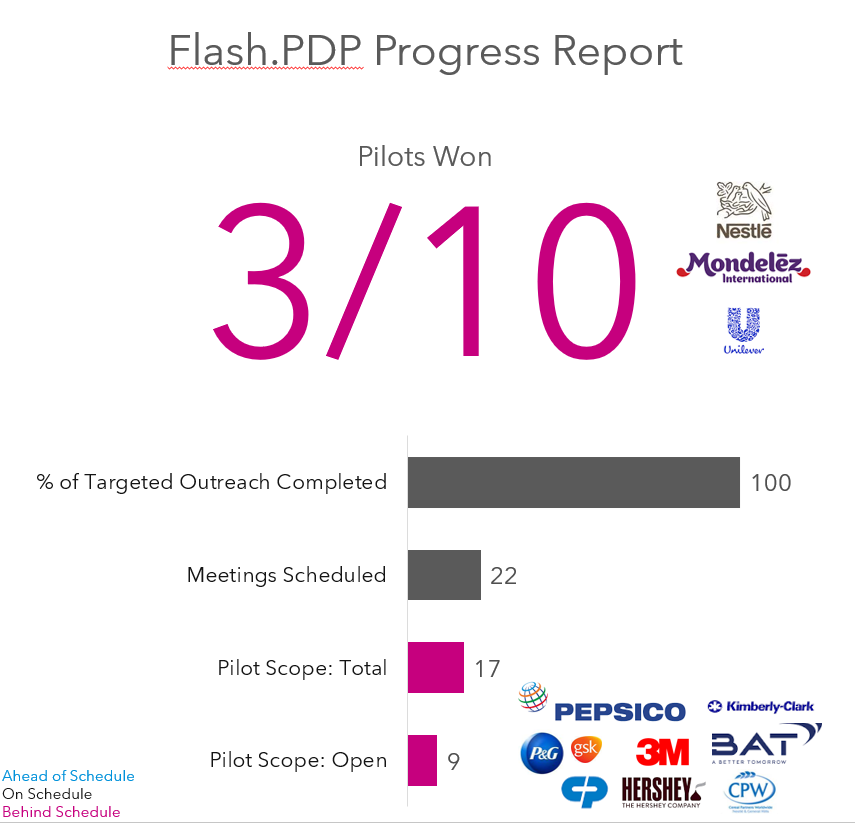 Flash.PDP Progress Report
Pilots Won
3/10
Nestlē
Mondelēz
International
Unilever
% of Targeted Outreach Completed
100
Meetings Scheduled
22
Pilot Scope: Total
17
Pilot Scope: Open
9
PEPSICO
Kimberly-Clark
P&G
gsk
3M
BAT
A BETTER TOMORROW
cp
HERSHEY
THE HERSHEY COMPANY
CPW
Ahead of Schedule
On Schedule
Behind Schedule